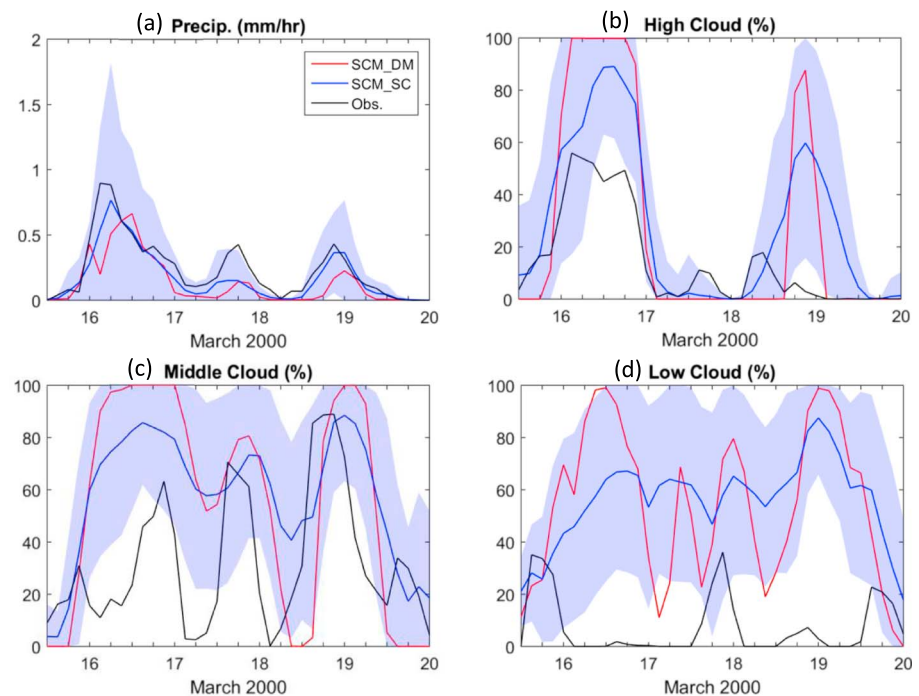 (a)
Precip. (mm/hr)
2
1.5
1
0.5
0
SCM_DM
SCM_SC
Obs.
16 17 18 19 20
March 2000
(b)
High Cloud (%)
100
80
60
40
20
0
16 17 18 19 20
March 2000
(c)
Middle Cloud (%)
100
80
60
40
20
0
16 17 18 19 20
March 2000
(d)
Low Cloud (%)
100
80
60
40
20
0
16 17 18 19 20
March 2000